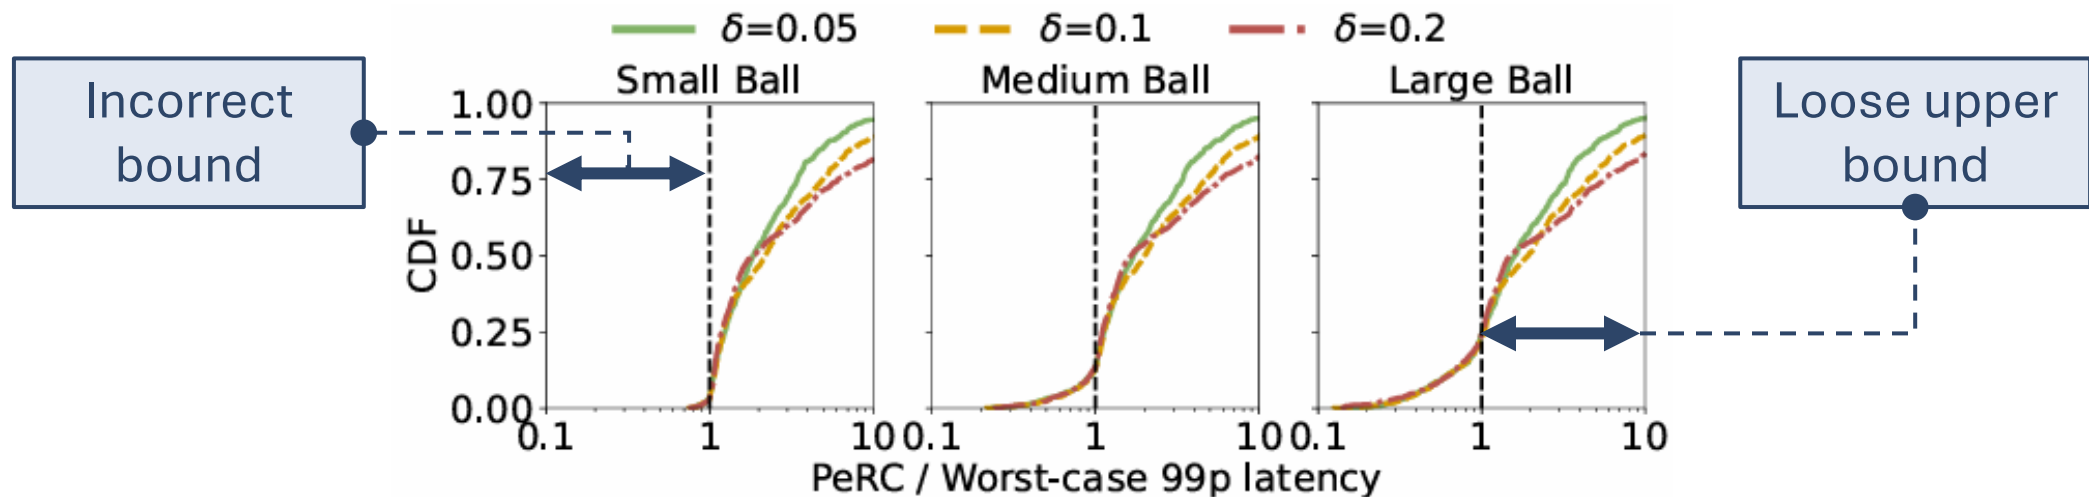 δ=0.05 δ=0.1 δ=0.2
Incorrect
bound
Small Ball Medium Ball Large Ball
Loose upper
bound
CDF
1.00
0.75
0.50
0.25
0.00
0.1 1 10 0.1 1 10 0.1 1 10
PeRC / Worst-case 99p latency